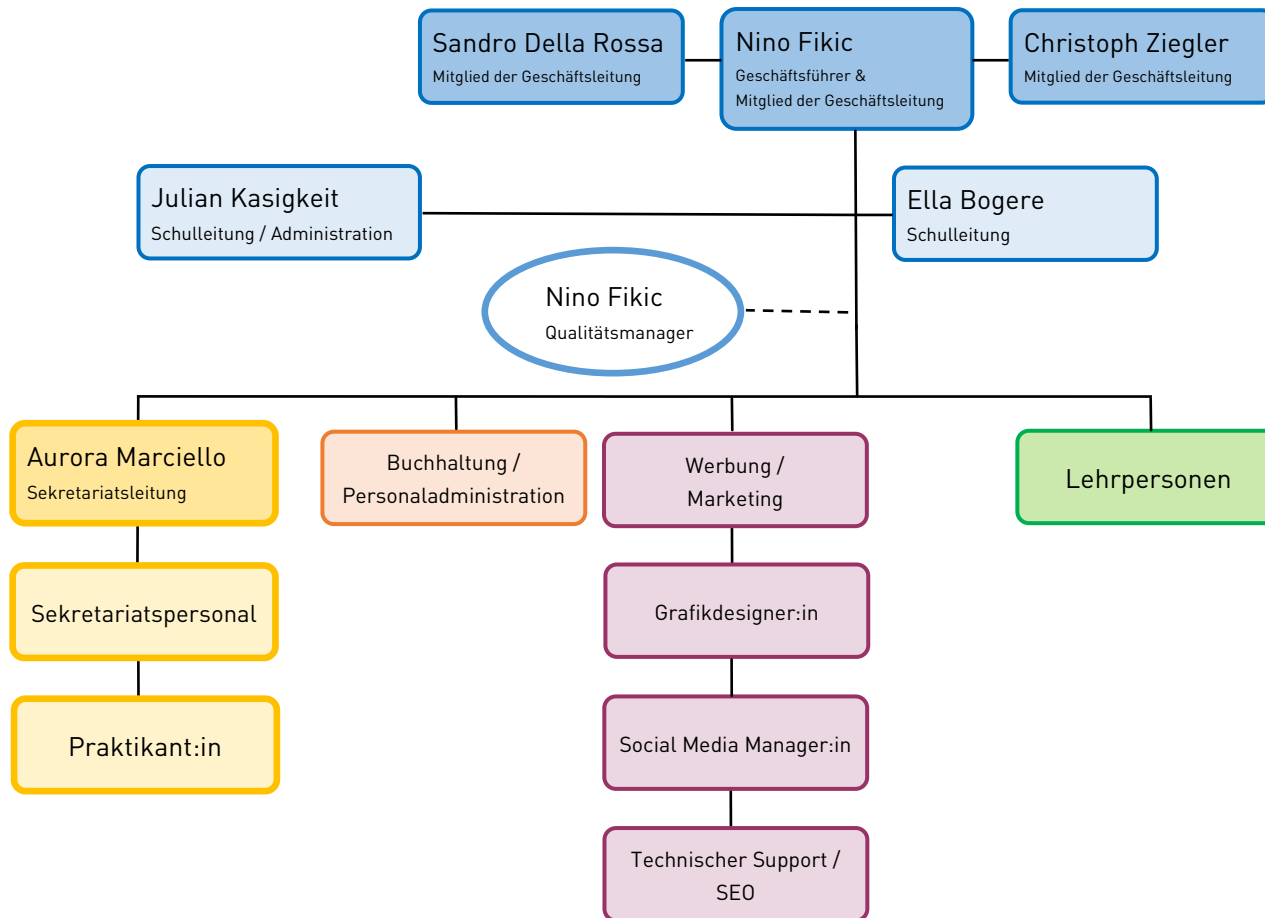 Sandro Della Rossa
Mitglied der Geschäftsleitung
Nino Fikic
Geschäftsführer &
Mitglied der Geschäftsleitung
Christoph Ziegler
Mitglied der Geschäftsleitung
Julian Kasigkeit
Schulleitung / Administration
Ella Bogere
Schulleitung
Nino Fikic
Qualitätsmanager
Aurora Marciello
Sekretariatsleitung
Buchhaltung /
Personaladministration
Werbung /
Marketing
Lehrpersonen
Sekretariatspersonal
Grafikdesigner:in
Praktikant:in
Social Media Manager:in
Technischer Support /
SEO